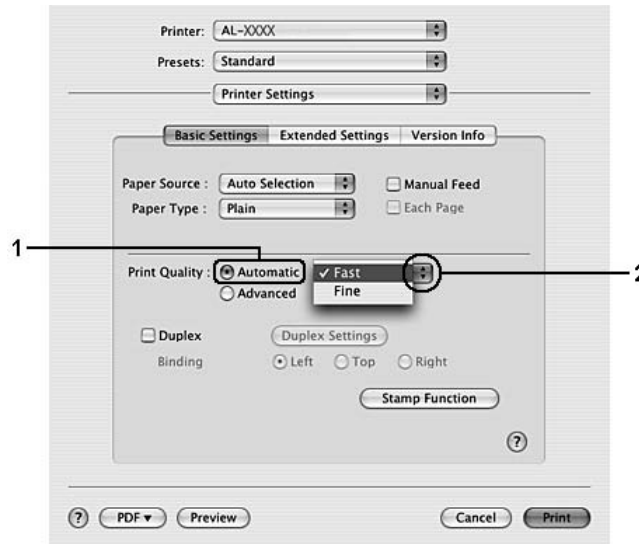 Printer: AL-XXXX
Presets: Standard
Printer Settings
Basic Settings Extended Settings Version Info
Paper Source : Auto Selection Manual Feed
Paper Type : Plain Each Page
1
Print Quality : Automatic ✓ Fast 2
Advanced Fine
Duplex Duplex Settings
Binding Left Top Right
Stamp Function
?
? PDF ▾ Preview Cancel Print